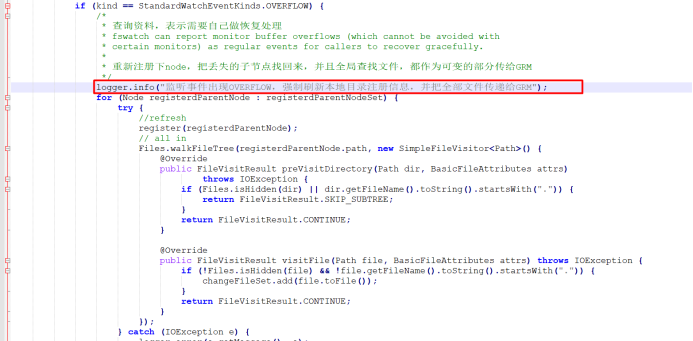 if (kind == StandardWatchEventKinds.OVERFLOW) {
/*
* 查询资料，表示需要自己做恢复处理
* fswatch can report monitor buffer overflows (which cannot be avoided with
* certain monitors) as regular events for callers to recover gracefully.
*
* 重新注册下node，把丢失的子节点找回来，并且全局查找文件，都作为可变的部分传给GRM
*/
logger.info("监听事件出现OVERFLOW，强制刷新本地目录注册信息，并把全部文件传递给GRM");
for (Node registerdParentNode : registerdParentNodeSet) {
try {
//refresh
register(registerdParentNode);
// all in
Files.walkFileTree(registerdParentNode.path, new SimpleFileVisitor<Path>() {
@Override
public FileVisitResult preVisitDirectory(Path dir, BasicFileAttributes attrs)
throws IOException {
if (Files.isHidden(dir) || dir.getFileName().toString().startsWith(".")) {
return FileVisitResult.SKIP_SUBTREE;
}
return FileVisitResult.CONTINUE;
}
@Override
public FileVisitResult visitFile(Path file, BasicFileAttributes attrs) throws IOException {
if (!Files.isHidden(file) && !file.getFileName().toString().startsWith(".")) {
changeFileSet.add(file.toFile());
}
return FileVisitResult.CONTINUE;
}
});
} catch (IOException e) {